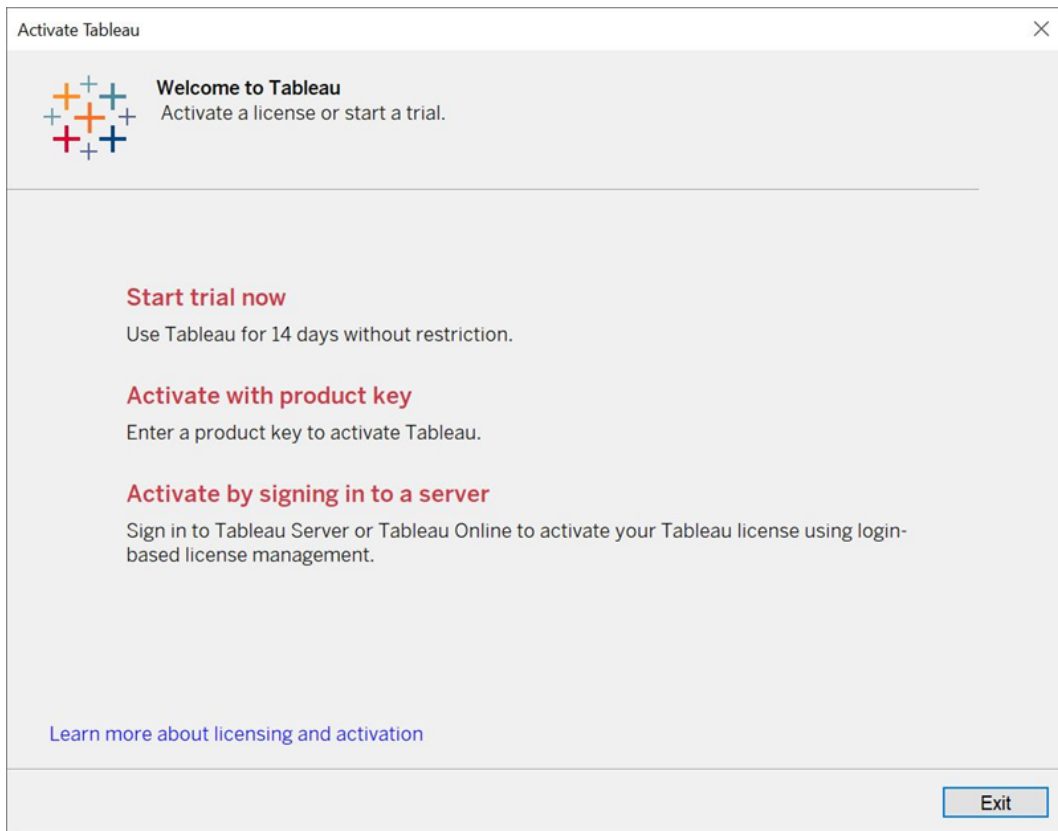 Activate Tableau
Welcome to Tableau
Activate a license or start a trial.
Start trial now
Use Tableau for 14 days without restriction.
Activate with product key
Enter a product key to activate Tableau.
Activate by signing in to a server
Sign in to Tableau Server or Tableau Online to activate your Tableau license using login-
based license management.
Learn more about licensing and activation
Exit